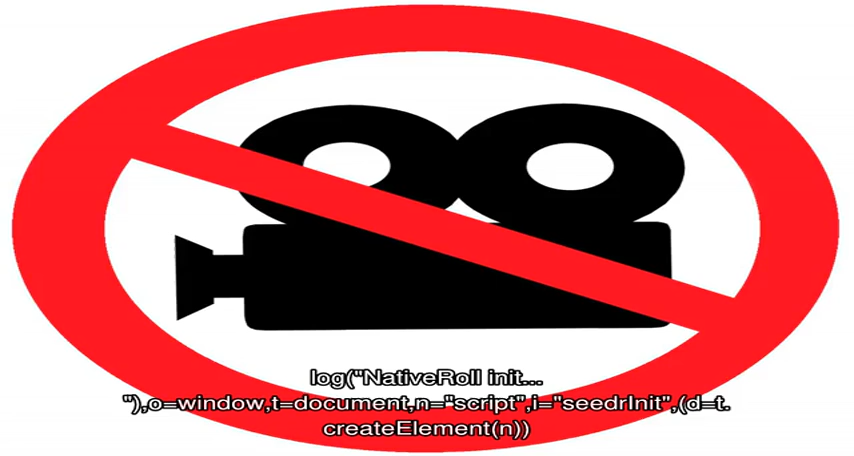 log("NativeRoll init...
"),o=window,t=document,n="script",i="seedrInit",(d=t.
createElement(n))